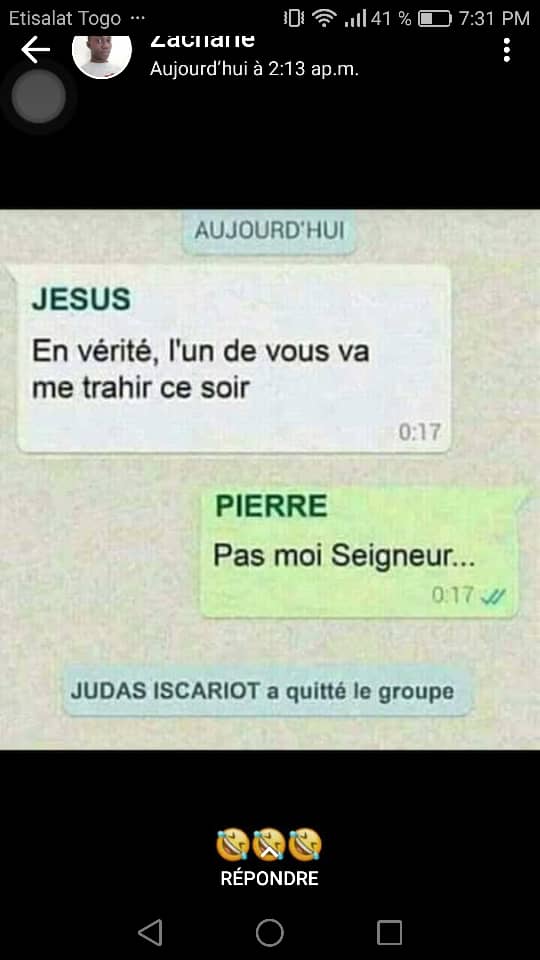 Etisalat Togo ... 41 % 7:31 PM
Zacharie
Aujourd'hui à 2:13 ap.m.
AUJOURD'HUI
JESUS
En vérité, l'un de vous va
me trahir ce soir
0:17
PIERRE
Pas moi Seigneur...
0:17
JUDAS ISCARIOT a quitté le groupe
🤣🤣🤣
RÉPONDRE